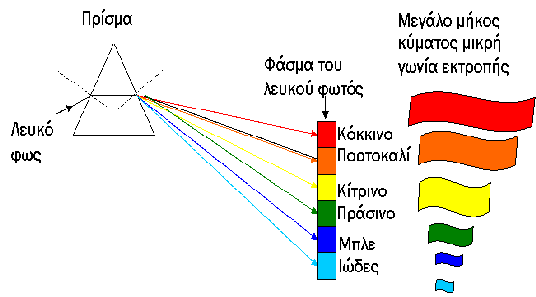 Πρίσμα
Λευκό
φως
Φάσμα του
λευκού φωτός
Κόκκινο
Πορτοκαλί
Κίτρινο
Πράσινο
Μπλε
Ιώδες
Μεγάλο μήκος
κύματος μικρή
γωνία εκτροπής